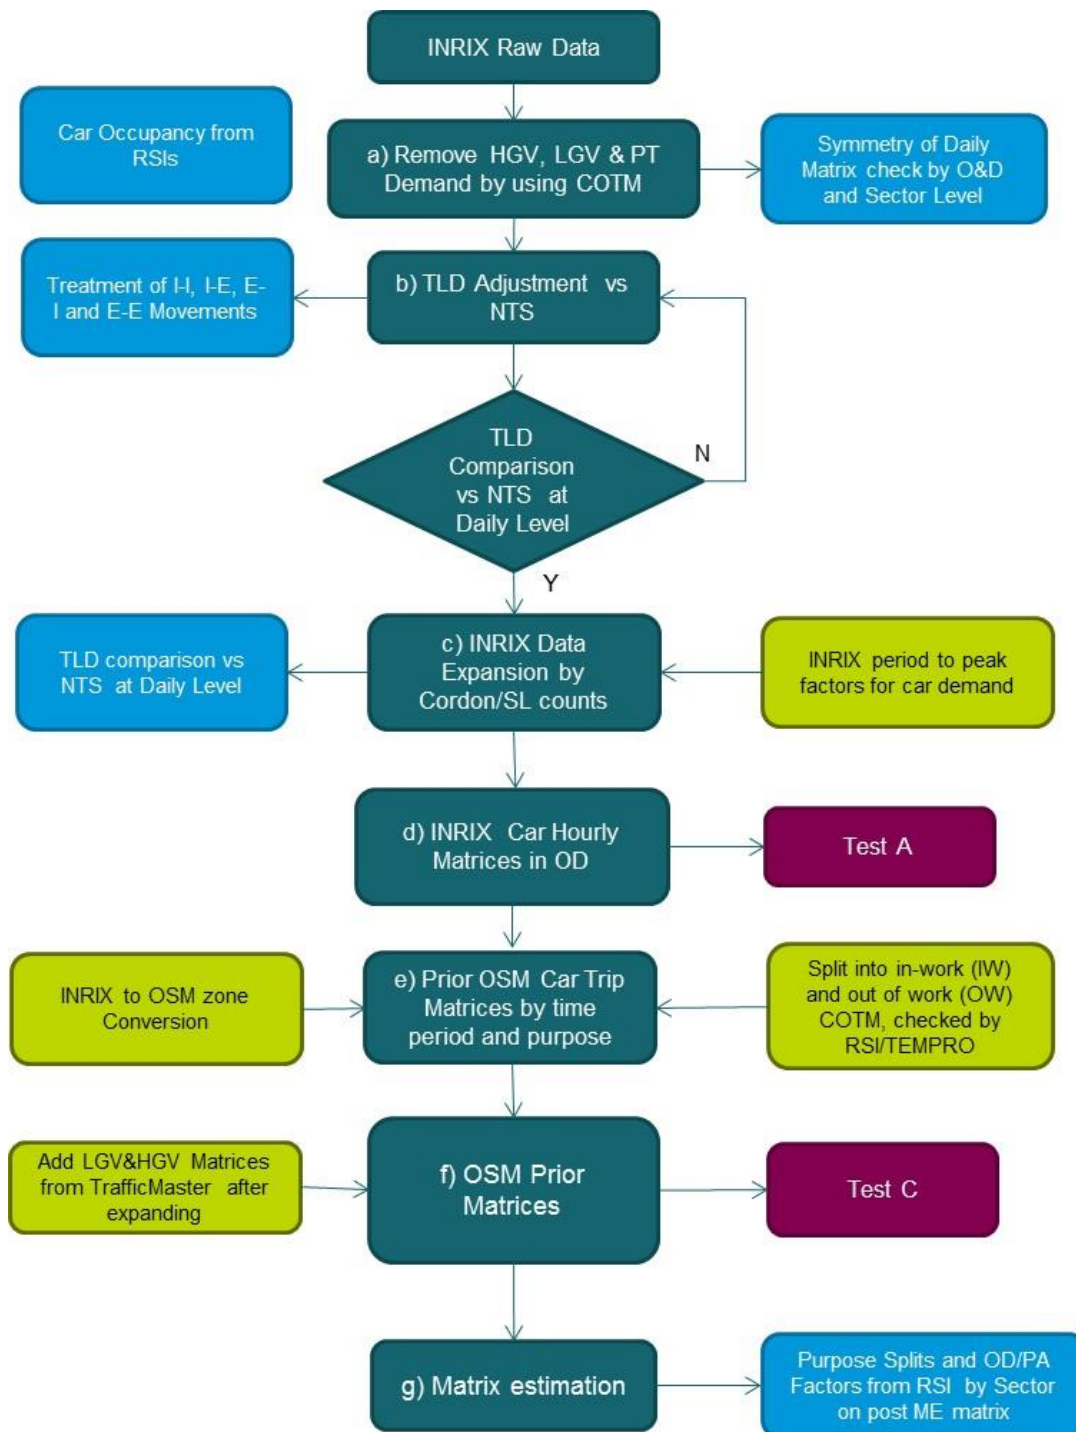 INRIX Raw Data
Car Occupancy from
RSIs
a) Remove HGV, LGV & PT
Demand by using COTM
Symmetry of Daily
Matrix check by O&D
and Sector Level
Treatment of I-I, I-E, E-
I and E-E Movements
b) TLD Adjustment vs
NTS
TLD
Comparison
vs NTS at
Daily Level
N
Y
TLD comparison vs
NTS at Daily Level
c) INRIX Data
Expansion by
Cordon/SL counts
INRIX period to peak
factors for car demand
d) INRIX Car Hourly
Matrices in OD
Test A
INRIX to OSM zone
Conversion
e) Prior OSM Car Trip
Matrices by time
period and purpose
Split into in-work (IW)
and out of work (OW)
COTM, checked by
RSI/TEMPRO
Add LGV&HGV Matrices
from TrafficMaster after
expanding
f) OSM Prior
Matrices
Test C
g) Matrix estimation
Purpose Splits and OD/PA
Factors from RSI by Sector
on post ME matrix